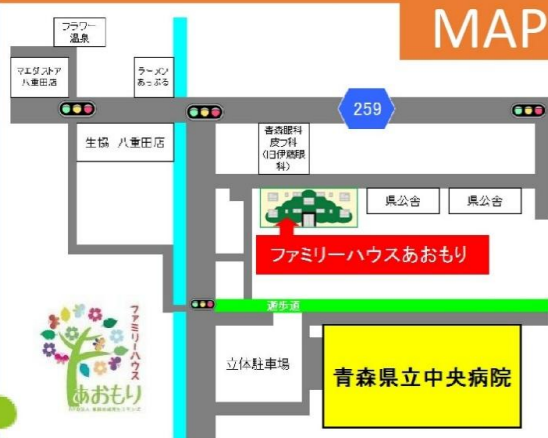 MAP
フラワー
温泉
マエダストア
八重田店
ラーメン
あっぷる
259
生協 八重田店
青森眼科
皮フ科
(旧伊藤眼
科)
県公舎
県公舎
ファミリーハウスあおもり
遊歩道
ファミリーハウス
あおもり
立体駐車場
青森県立中央病院